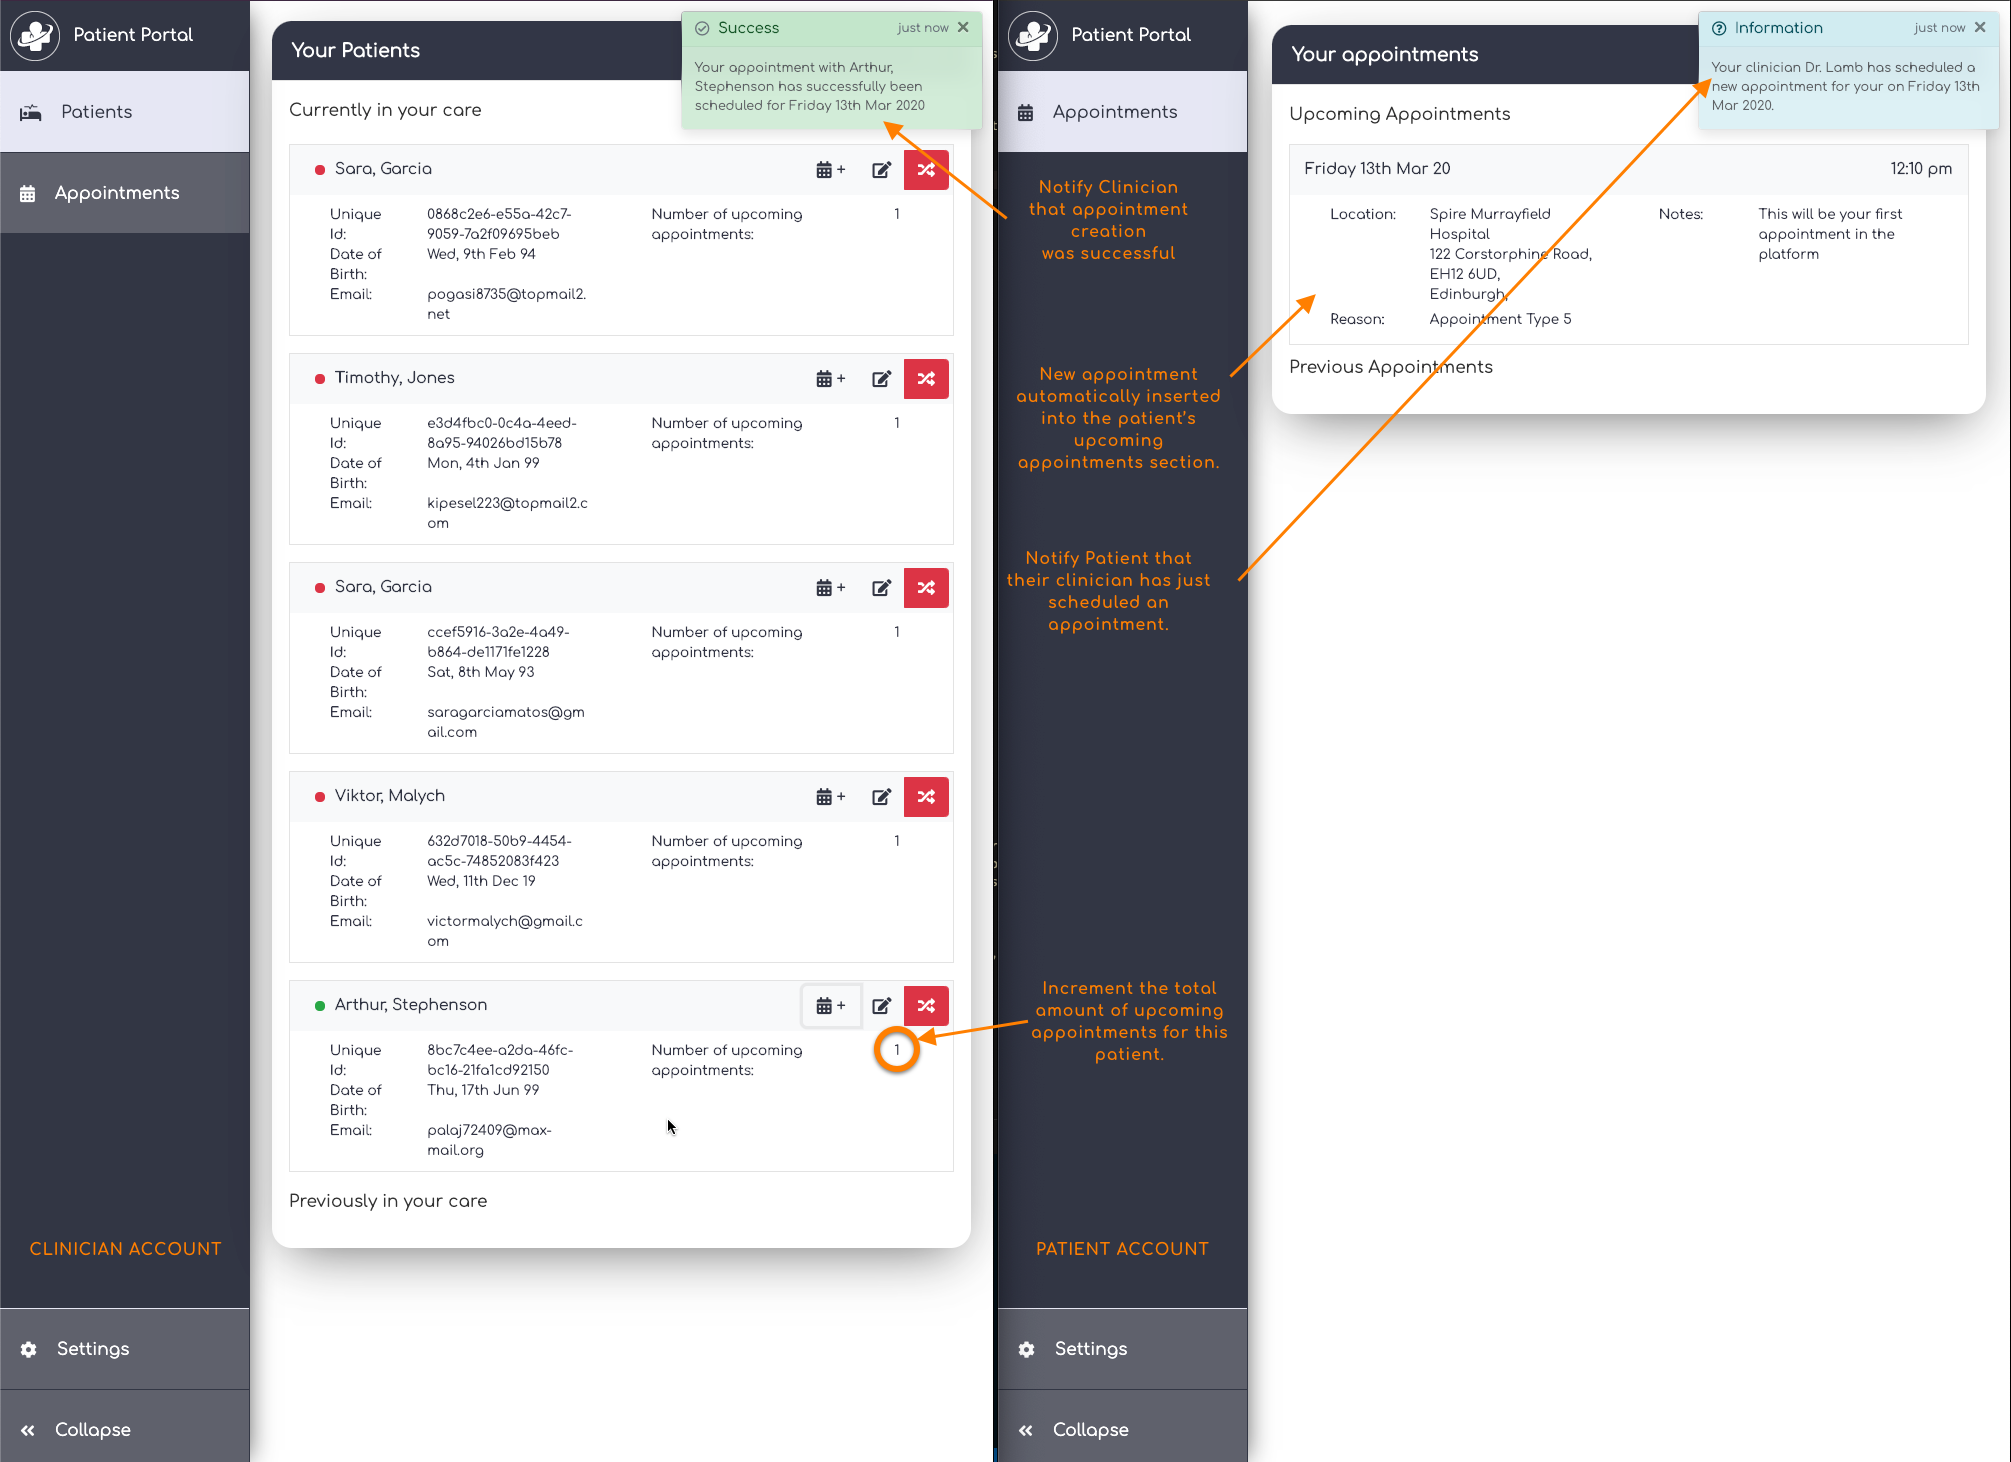 Patient Portal
Patients
Appointments
CLINICIAN ACCOUNT
Settings
Collapse
Your Patients
Success
just now
Your appointment with Arthur,
Stephenson has successfully been
scheduled for Friday 13th Mar 2020
Currently in your care
Sara, Garcia
+
Unique
Id:
0868c2e6-e55a-42c7-
9059-7a2f09695beb
Date of
Birth:
Wed, 9th Feb 94
Email:
pogasi8735@topmail2.
net
Number of upcoming
appointments:
1
Timothy, Jones
+
Unique
Id:
e3d4fbc0-0c4a-4eed-
8a95-94026bd15b78
Date of
Birth:
Mon, 4th Jan 99
Email:
kipesel223@topmail2.c
om
Number of upcoming
appointments:
1
Sara, Garcia
+
Unique
Id:
ccef5916-3a2e-4a49-
b864-de1171fe1228
Date of
Birth:
Sat, 8th May 93
Email:
saragarciamatos@gm
ail.com
Number of upcoming
appointments:
1
Viktor, Malych
+
Unique
Id:
632d7018-50b9-4454-
ac5c-74852083f423
Date of
Birth:
Wed, 11th Dec 19
Email:
victormalych@gmail.c
om
Number of upcoming
appointments:
1
Arthur, Stephenson
+
Unique
Id:
8bc7c4ee-a2da-46fc-
bc16-21fa1cd92150
Date of
Birth:
Thu, 17th Jun 99
Email:
palaj72409@max-
mail.org
Number of upcoming
appointments:
1
Previously in your care
Patient Portal
Appointments
Notify Clinician
that appointment
creation
was successful
New appointment
automatically inserted
into the patient's
upcoming
appointments section.
Notify Patient that
their clinician has just
scheduled an
appointment.
Increment the total
amount of upcoming
appointments for this
patient.
PATIENT ACCOUNT
Settings
Collapse
Your appointments
Information
just now
Your clinician Dr. Lamb has scheduled a
new appointment for your on Friday 13th
Mar 2020.
Upcoming Appointments
Friday 13th Mar 20
12:10 pm
Location:
Spire Murrayfield
Hospital
122 Corstorphine Road,
EH12 6UD,
Edinburgh,
Notes:
This will be your first
appointment in the
platform
Reason:
Appointment Type 5
Previous Appointments